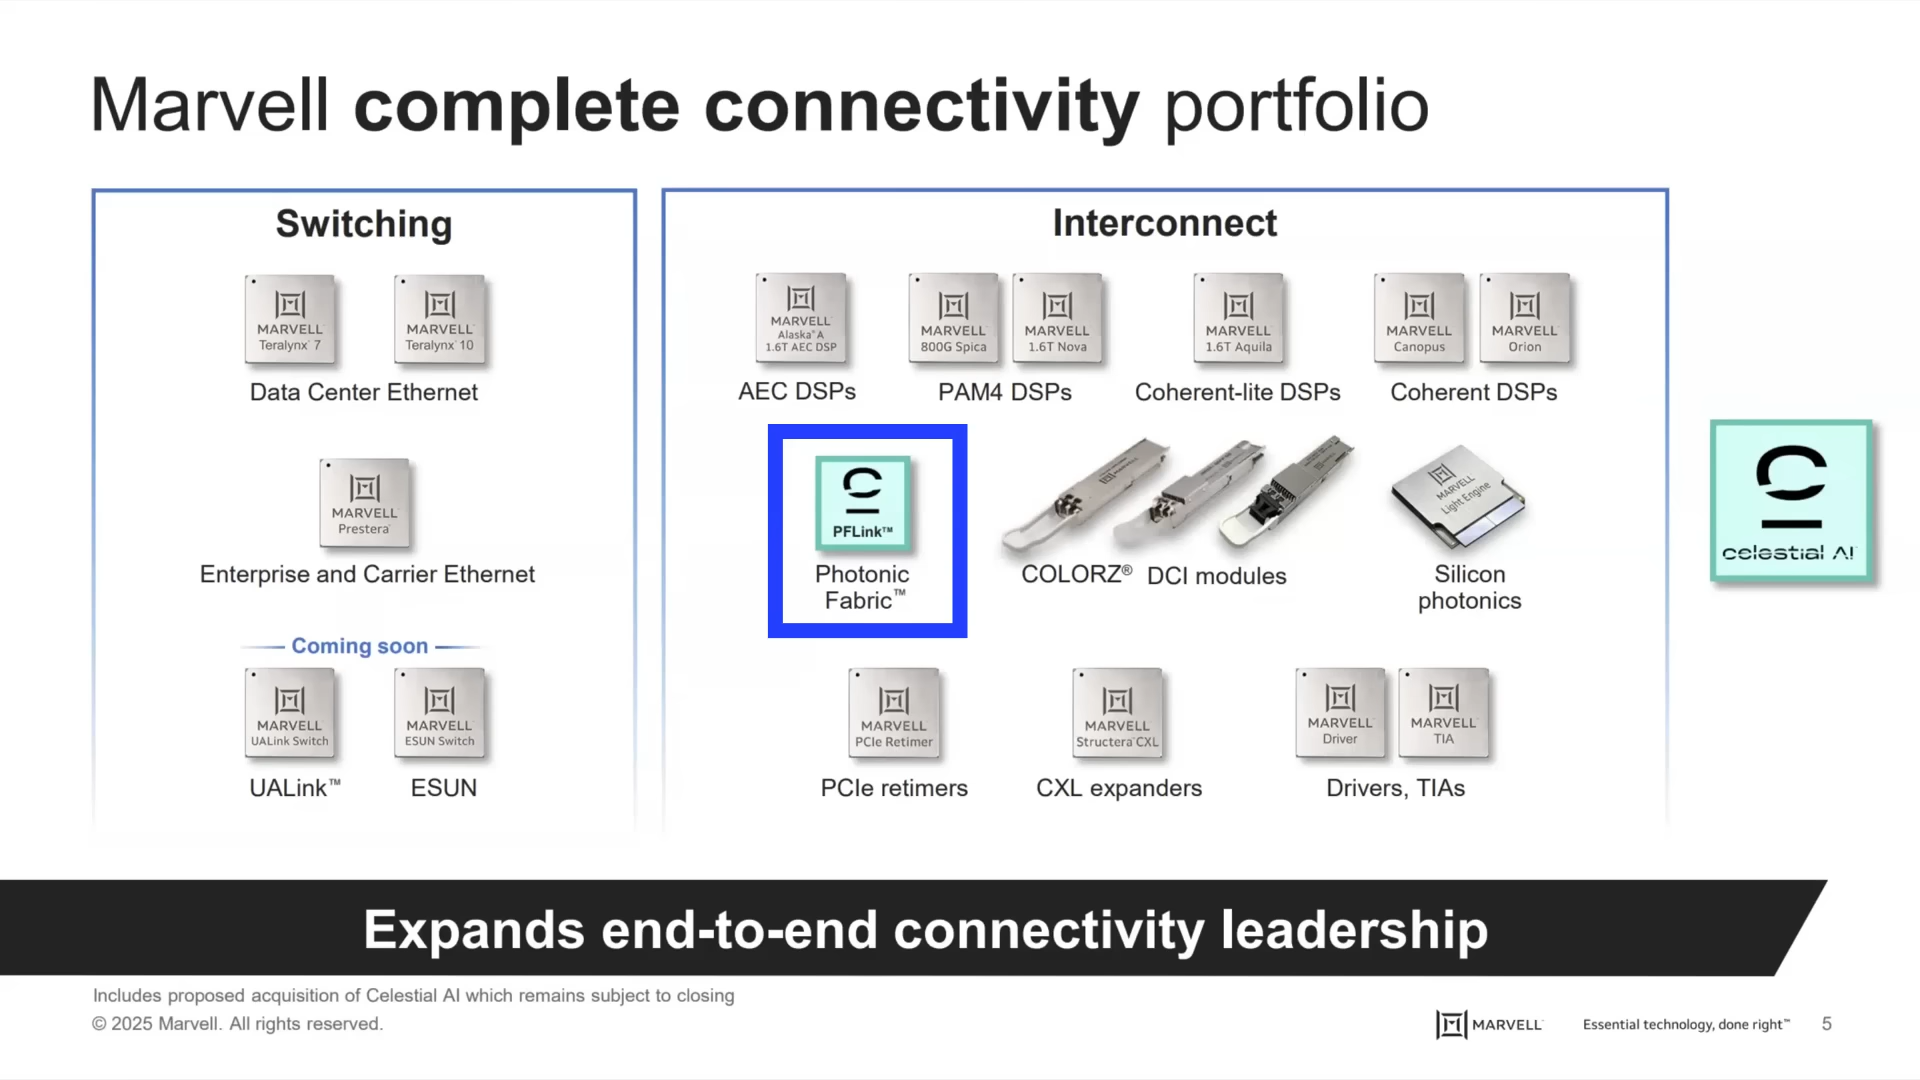 Marvell complete connectivity portfolio
Switching
MARVELL
Teralynx® 7
MARVELL
Teralynx® 10
Data Center Ethernet
MARVELL
Prestera®
Enterprise and Carrier Ethernet
Coming soon
MARVELL
UALink Switch
MARVELL
ESUN Switch
UALink™
ESUN
Interconnect
MARVELL
Alaska® A
1.6T AEC DSP
AEC DSPs
MARVELL
800G Spica
MARVELL
1.6T Nova
PAM4 DSPs
MARVELL
1.6T Aquila
Coherent-lite DSPs
MARVELL
Canopus
MARVELL
Orion
Coherent DSPs
PFLink™
Photonic
Fabric™
MARVELL
COLORZ® DCI modules
MARVELL
Light Engine
Silicon
photonics
MARVELL
PCIe Retimer
PCIe retimers
MARVELL
Structera® CXL
CXL expanders
MARVELL
Driver
MARVELL
TIA
Drivers, TIAs
celestial AI
Expands end-to-end connectivity leadership
Includes proposed acquisition of Celestial AI which remains subject to closing
© 2025 Marvell. All rights reserved.
MARVELL
Essential technology, done right™
5